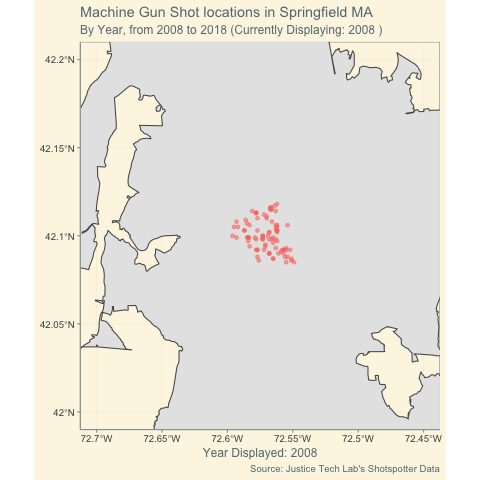 Machine Gun Shot locations in Springfield MA
By Year, from 2008 to 2018 (Currently Displaying: 2008 )
42.2°N
42.15°N
42.1°N
42.05°N
42°N
72.7°W 72.65°W 72.6°W 72.55°W 72.5°W 72.45°W
Year Displayed: 2008
Source: Justice Tech Lab's Shotspotter Data